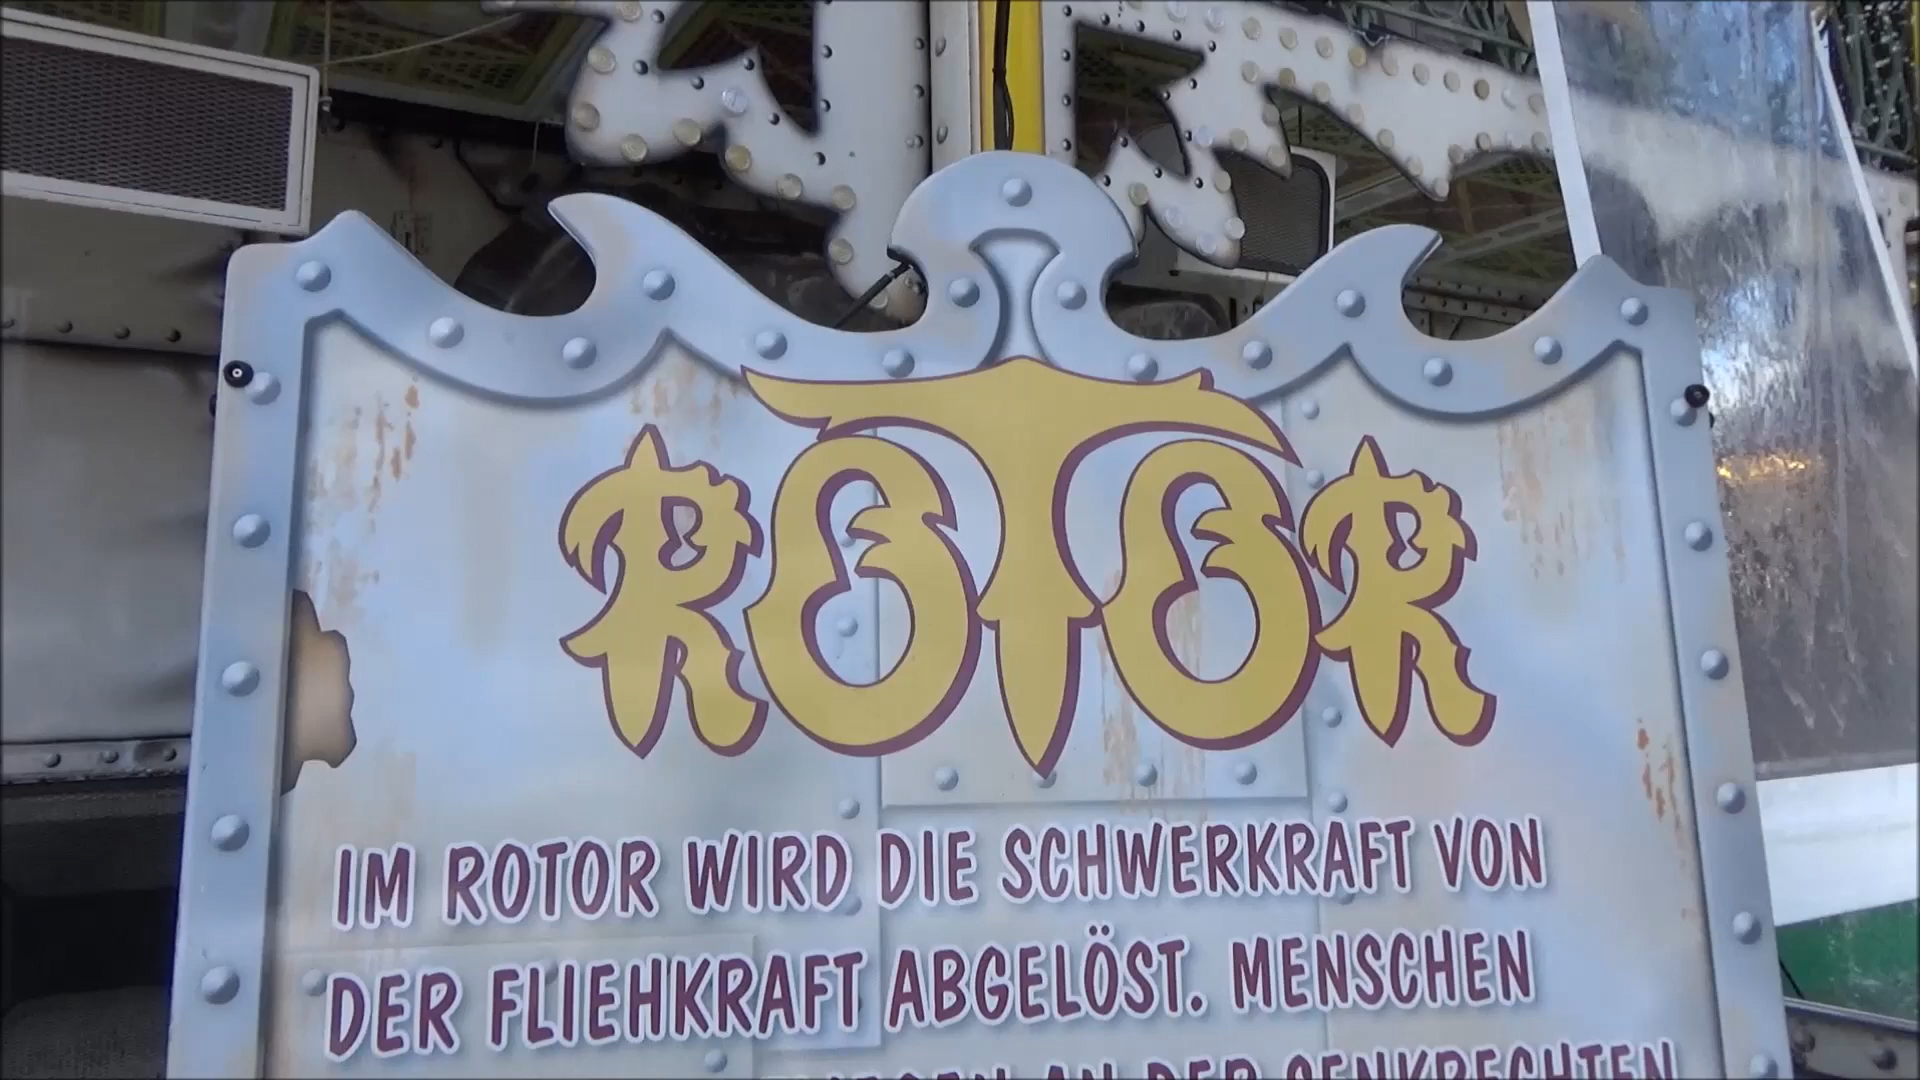 ROTOR
IM ROTOR WIRD DIE SCHWERKRAFT VON
DER FLIEHKRAFT ABGELÖST. MENSCHEN
AN DER SENKRECHTEN